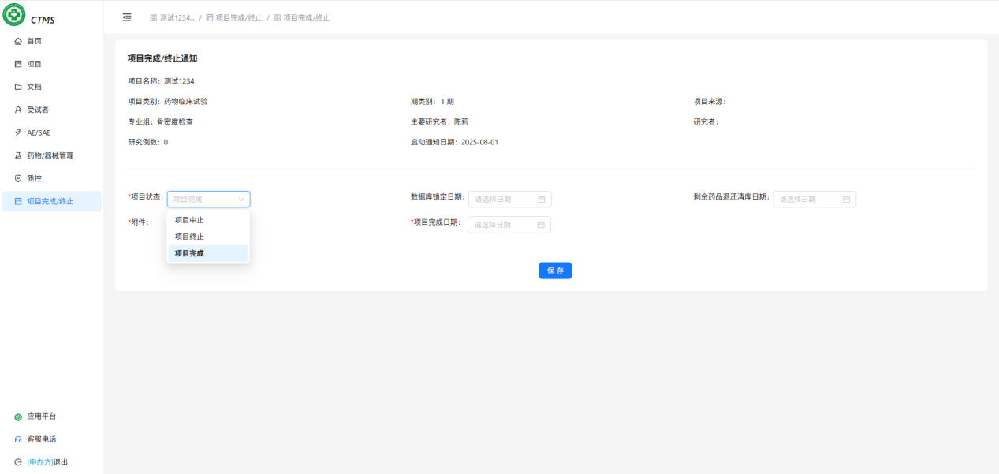 CTMS
首页
项目
文档
受试者
AE/SAE
药物/器械管理
质控
项目完成/终止
应用平台
客服电话
[申办方]退出
测试1234... / 项目完成/终止 / 项目完成/终止
项目完成/终止通知
项目名称：测试1234
项目类别：药物临床试验 期类别：Ⅰ期 项目来源：
专业组：骨密度检查 主要研究者：陈莉 研究者：
研究例数：0 启动通知日期：2025-08-01
*项目状态： 项目完成 数据库锁定日期： 请选择日期 剩余药品退还清库日期： 请选择日期
*附件： *项目完成日期： 请选择日期
项目中止
项目终止
项目完成
保 存